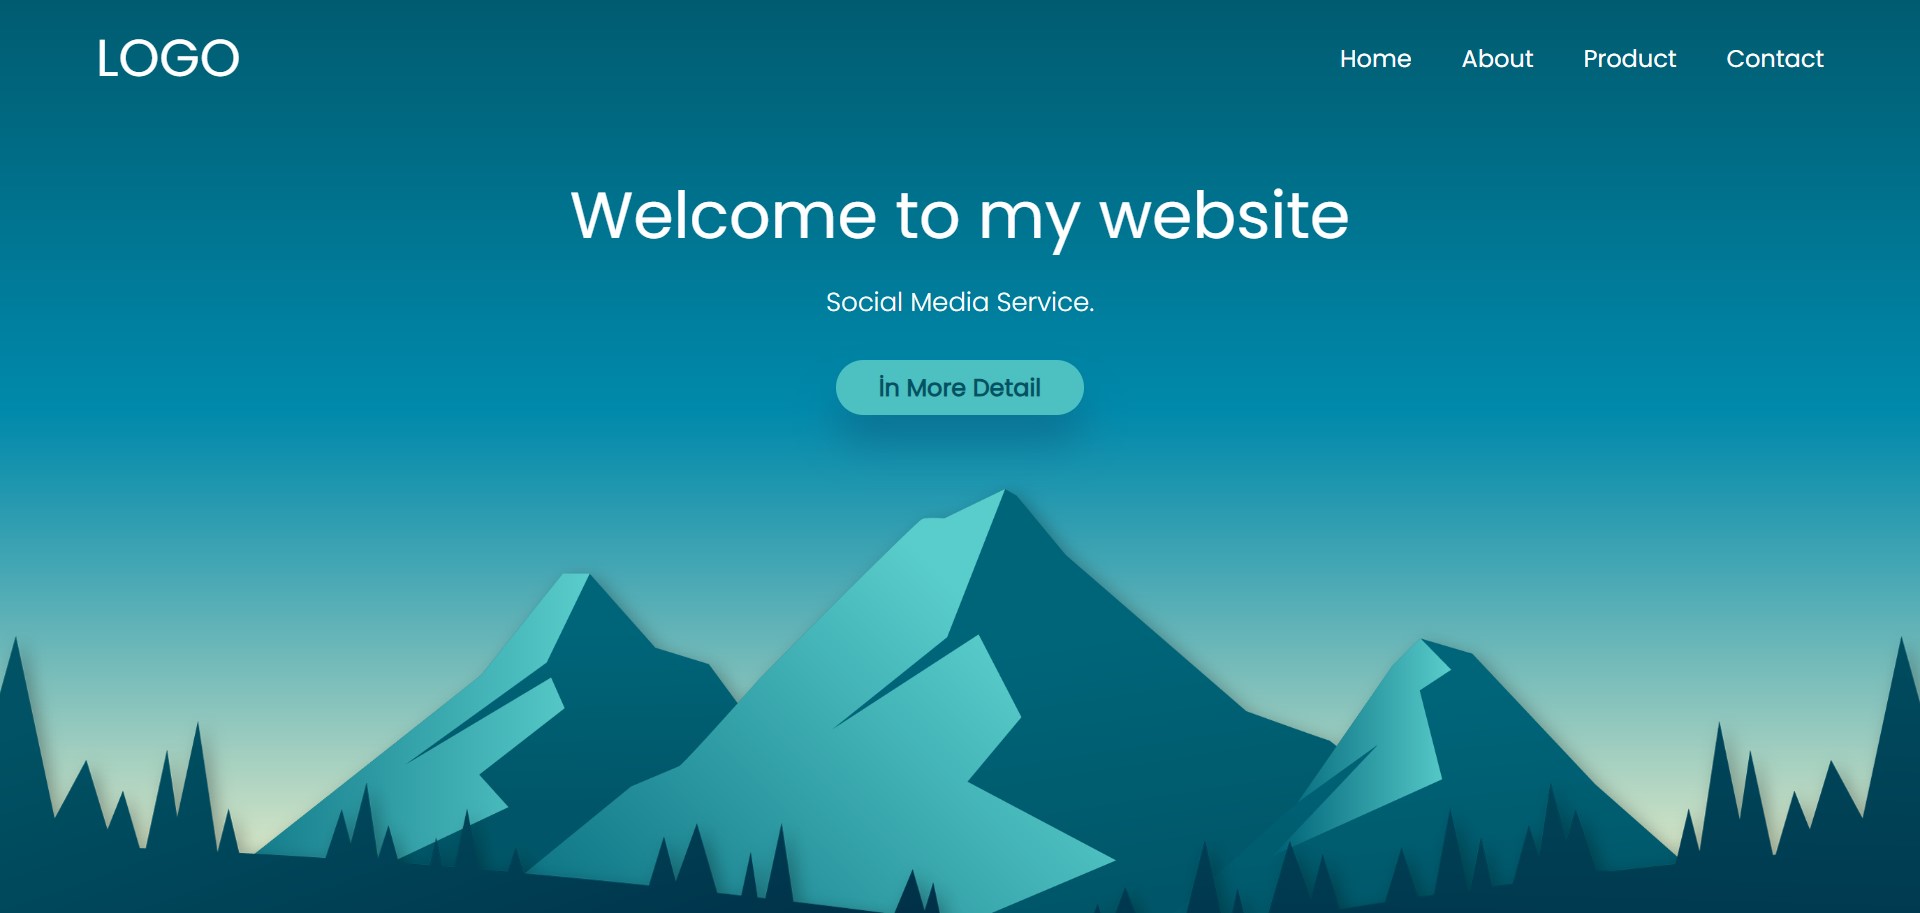 LOGO
Home About Product Contact
Welcome to my website
Social Media Service.
İn More Detail